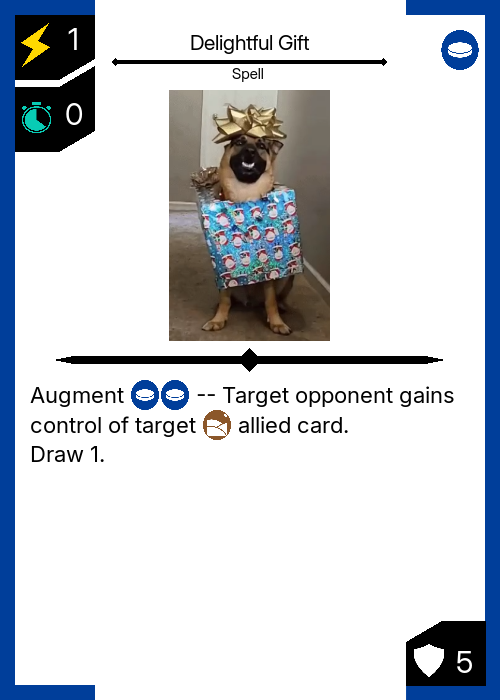 1
Delightful Gift
Spell
0
Augment -- Target opponent gains
control of target allied card.
Draw 1.
5